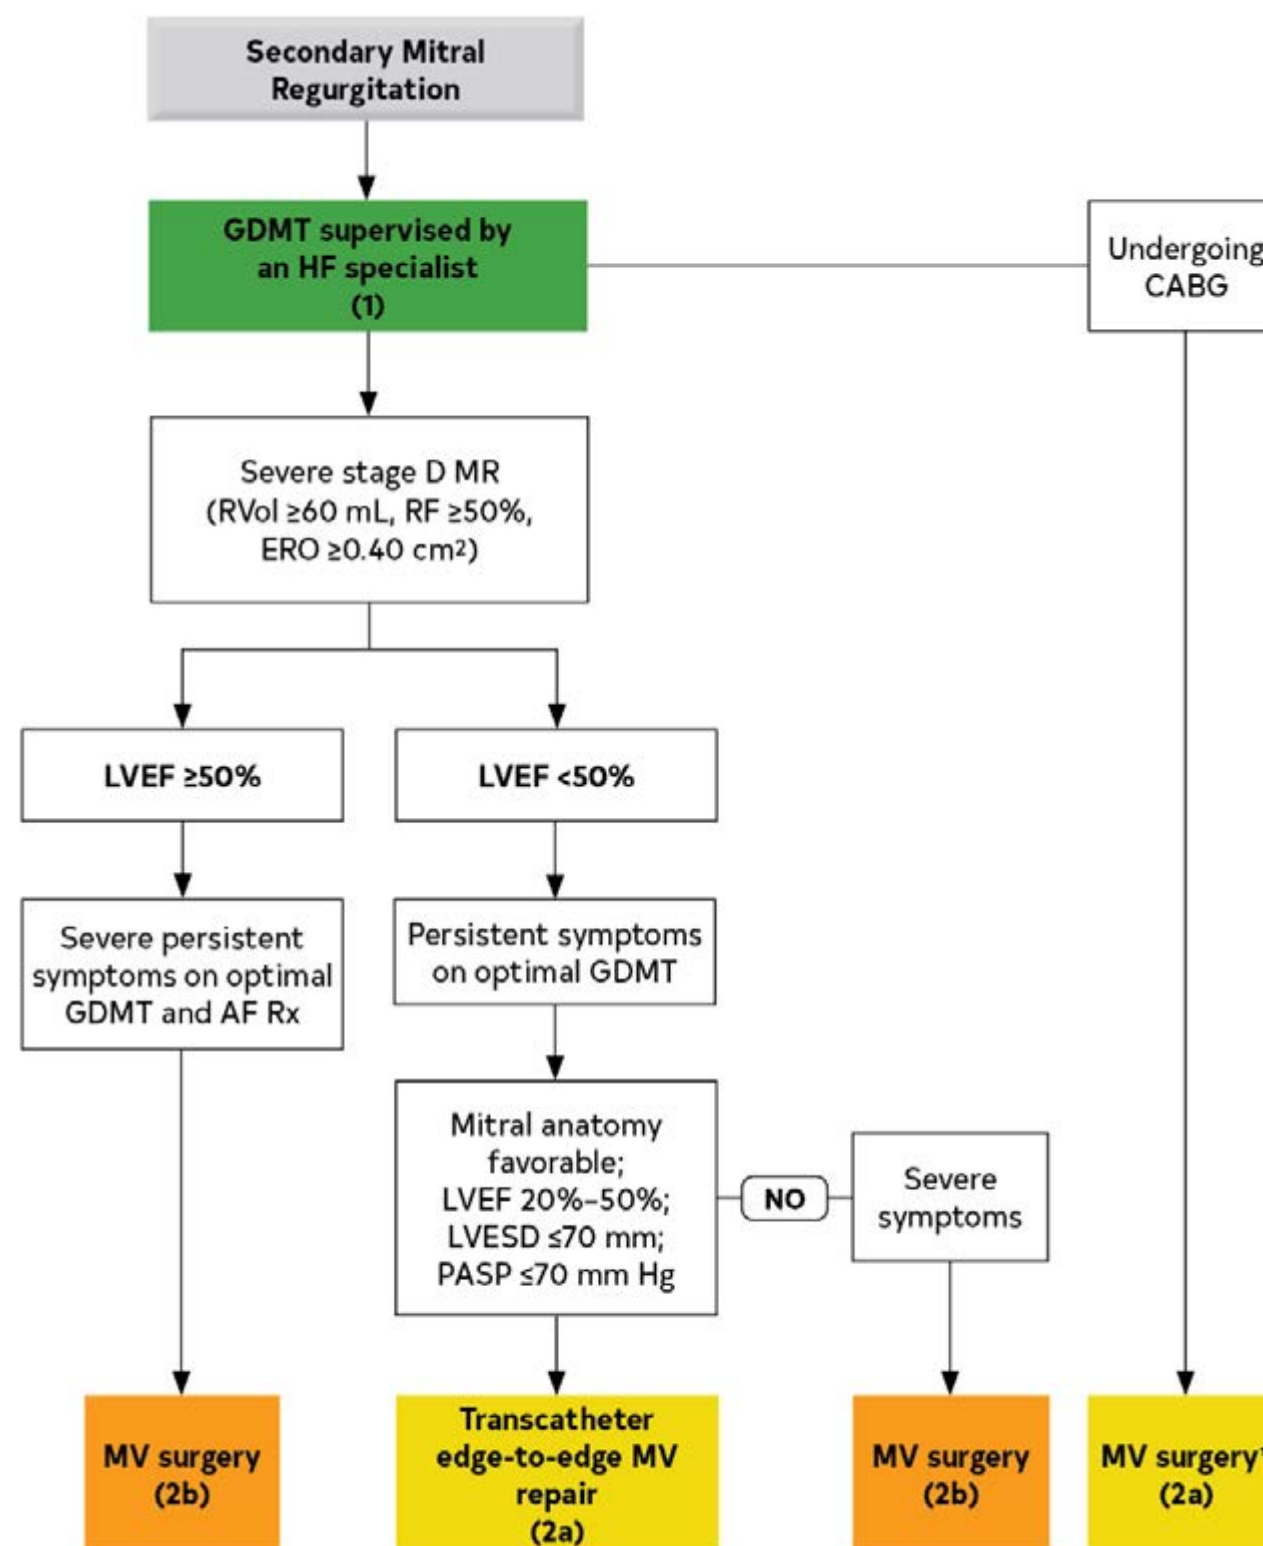 Secondary Mitral
Regurgitation
GDMT supervised by
an HF specialist
(1)
Undergoing
CABG
Severe stage D MR
(RVol ≥60 mL, RF ≥50%,
ERO ≥0.40 cm²)
LVEF ≥50%
LVEF <50%
Severe persistent
symptoms on optimal
GDMT and AF Rx
Persistent symptoms
on optimal GDMT
Mitral anatomy
favorable;
LVEF 20%–50%;
LVESD ≤70 mm;
PASP ≤70 mm Hg
NO
Severe
symptoms
MV surgery
(2b)
Transcatheter
edge-to-edge MV
repair
(2a)
MV surgery
(2b)
MV surgery*
(2a)